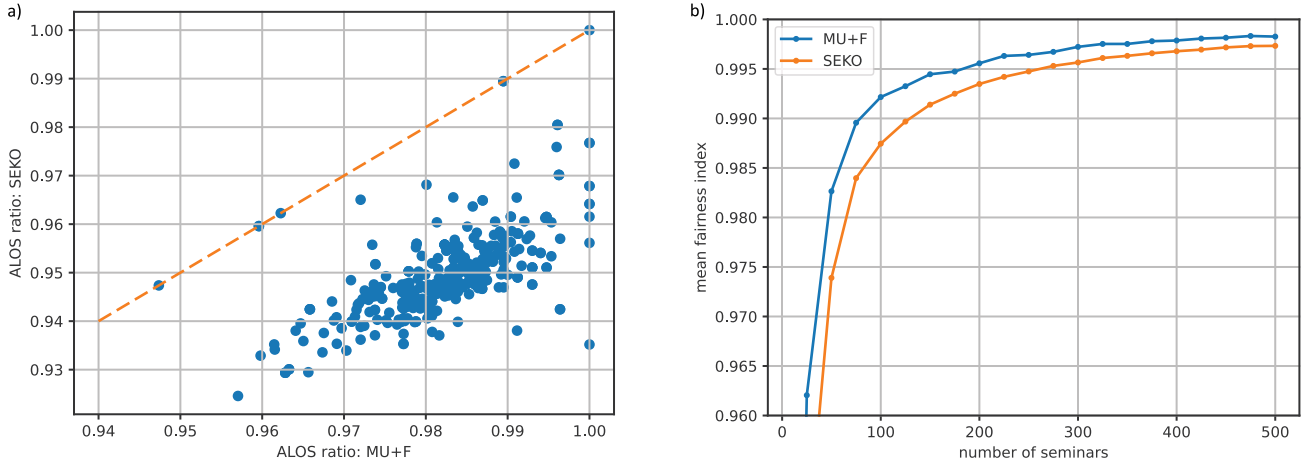 a)
1.00
0.99
0.98
0.97
0.96
0.95
0.94
0.93
ALOS ratio: SEKO
0.94 0.95 0.96 0.97 0.98 0.99 1.00
ALOS ratio: MU+F
b)
1.000
0.995
0.990
0.985
0.980
0.975
0.970
0.965
0.960
mean fairness index
MU+F
SEKO
0 100 200 300 400 500
number of seminars